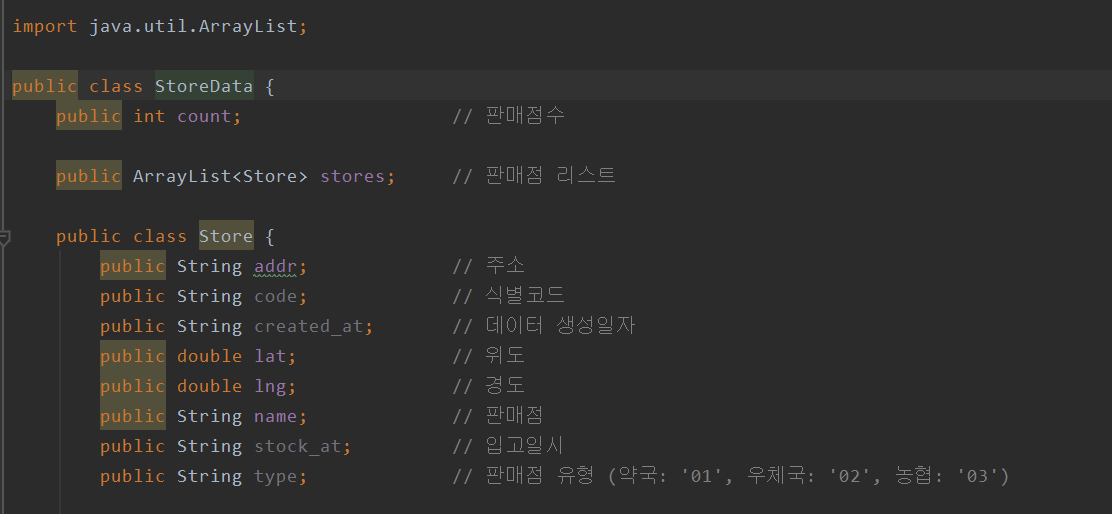 import java.util.ArrayList;
public class StoreData {
public int count; // 판매점수
public ArrayList<Store> stores; // 판매점 리스트
public class Store {
public String addr; // 주소
public String code; // 식별코드
public String created_at; // 데이터 생성일자
public double lat; // 위도
public double lng; // 경도
public String name; // 판매점
public String stock_at; // 입고일시
public String type; // 판매점 유형 (약국: '01', 우체국: '02', 농협: '03')